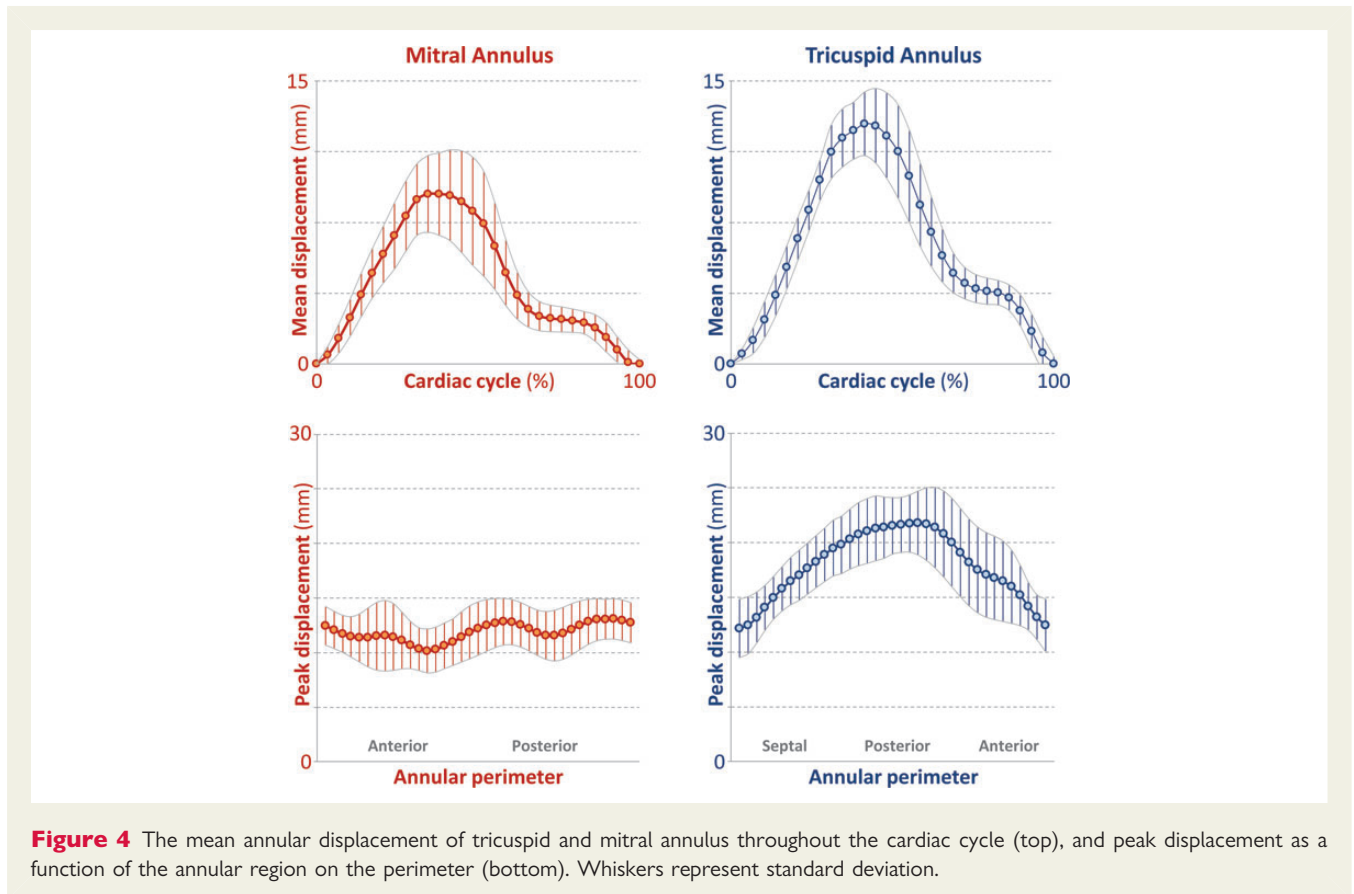 Mitral Annulus
15
Mean displacement (mm)
0
0
Cardiac cycle (%)
100
Tricuspid Annulus
15
Mean displacement (mm)
0
0
Cardiac cycle (%)
100
30
Peak displacement (mm)
0
Anterior
Posterior
Annular perimeter
30
Peak displacement (mm)
0
Septal
Posterior
Anterior
Annular perimeter
Figure 4 The mean annular displacement of tricuspid and mitral annulus throughout the cardiac cycle (top), and peak displacement as a
function of the annular region on the perimeter (bottom). Whiskers represent standard deviation.